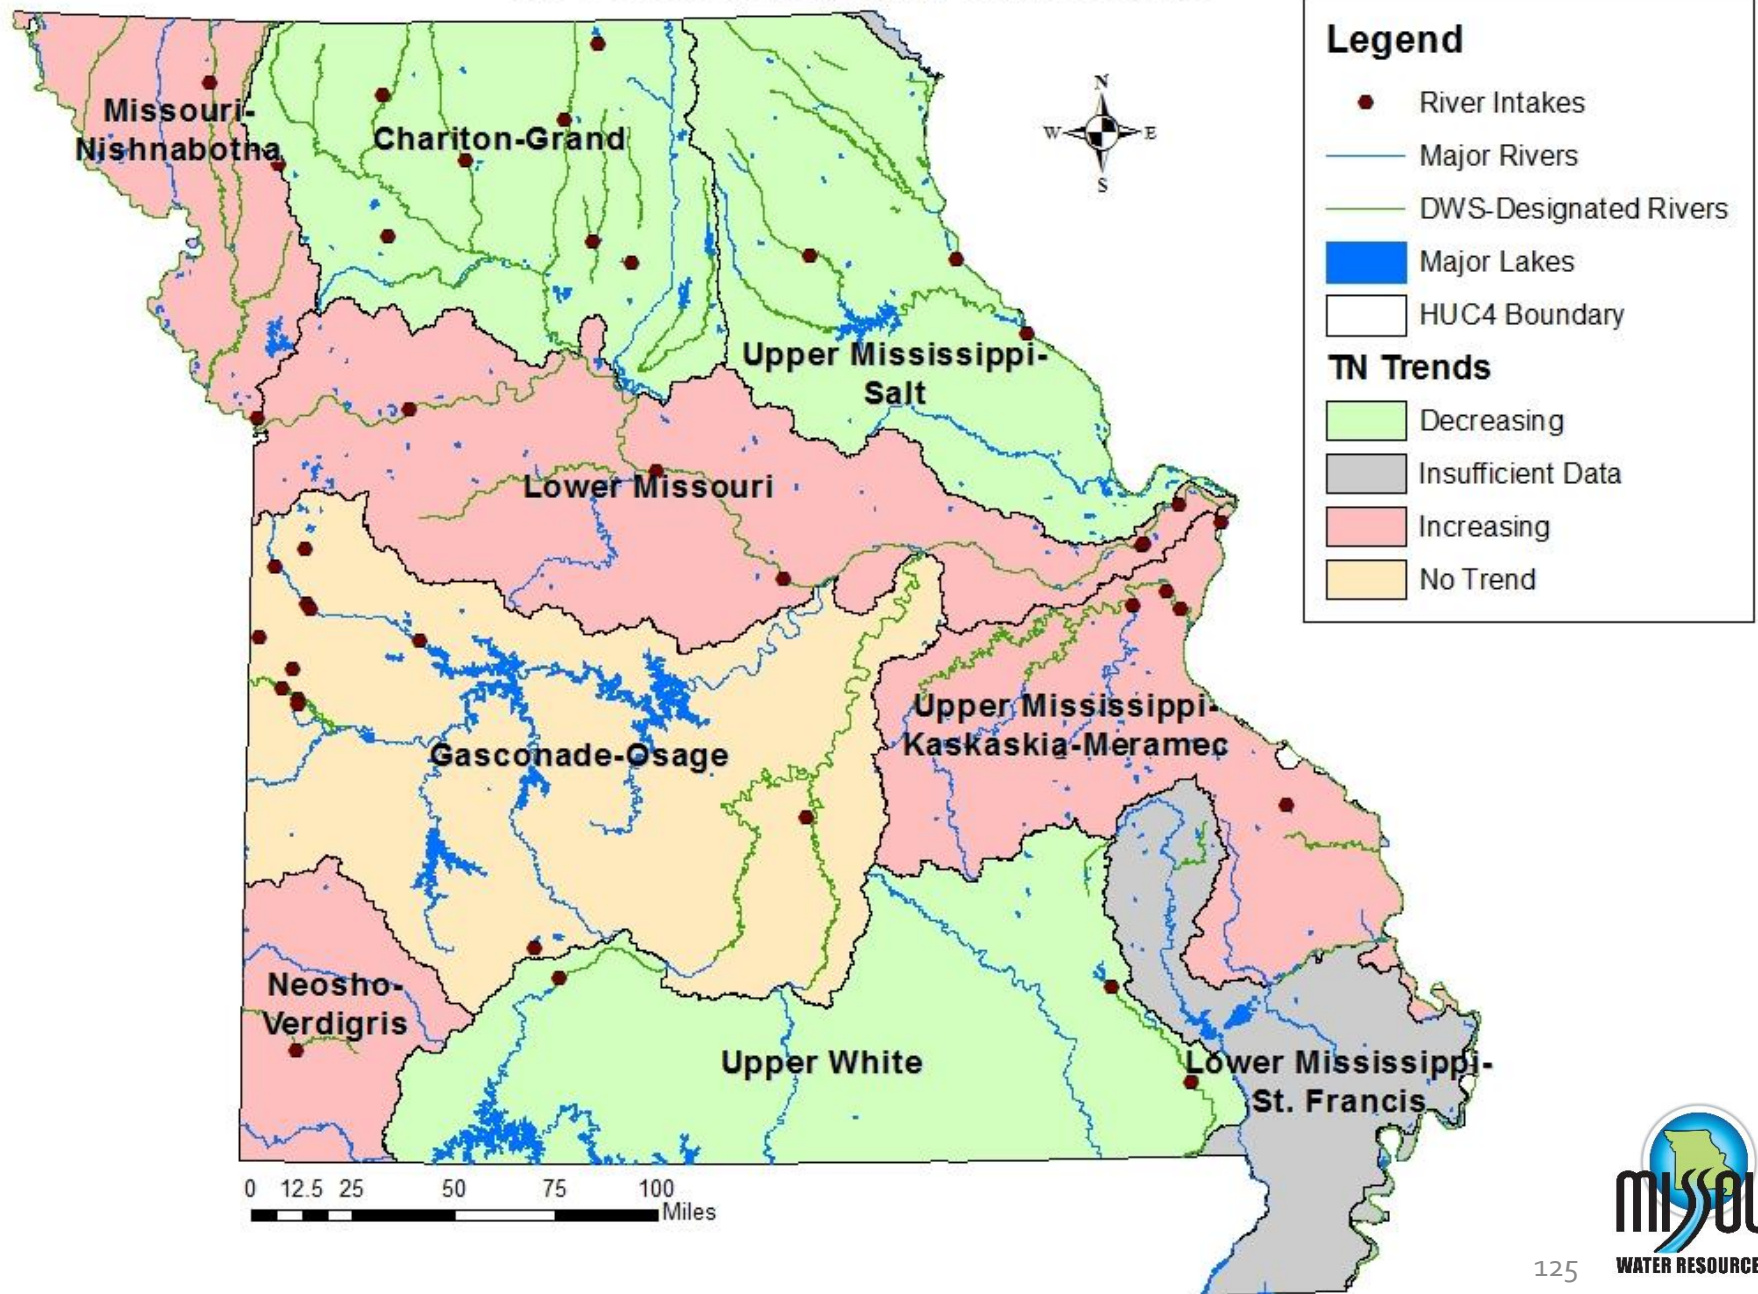 Legend
River Intakes
Major Rivers
DWS-Designated Rivers
Major Lakes
HUC4 Boundary
TN Trends
Decreasing
Insufficient Data
Increasing
No Trend
N
W
E
S
Missouri-
Nishnabotna
Chariton-Grand
Upper Mississippi-
Salt
Lower Missouri
Upper Mississippi-
Kaskaskia-Meramec
Gasconade-Osage
Neosho-
Verdigris
Upper White
Lower Mississippi-
St. Francis
0 12.5 25 50 75 100
Miles
125
WATER RESOURCE